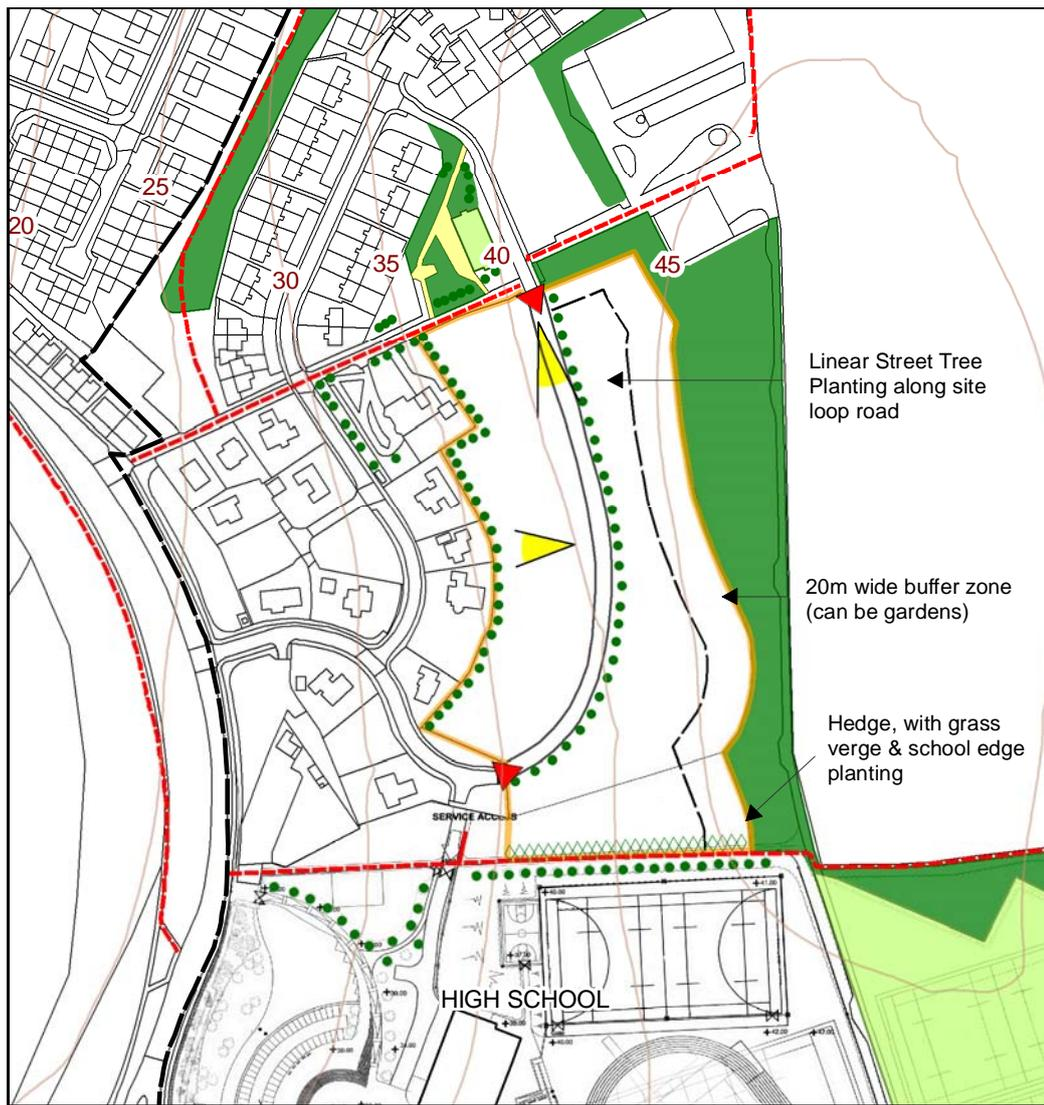 25
20
30
35
40
45
Linear Street Tree
Planting along site
loop road
20m wide buffer zone
(can be gardens)
Hedge, with grass
verge & school edge
planting
SERVICE ACCESS
HIGH SCHOOL